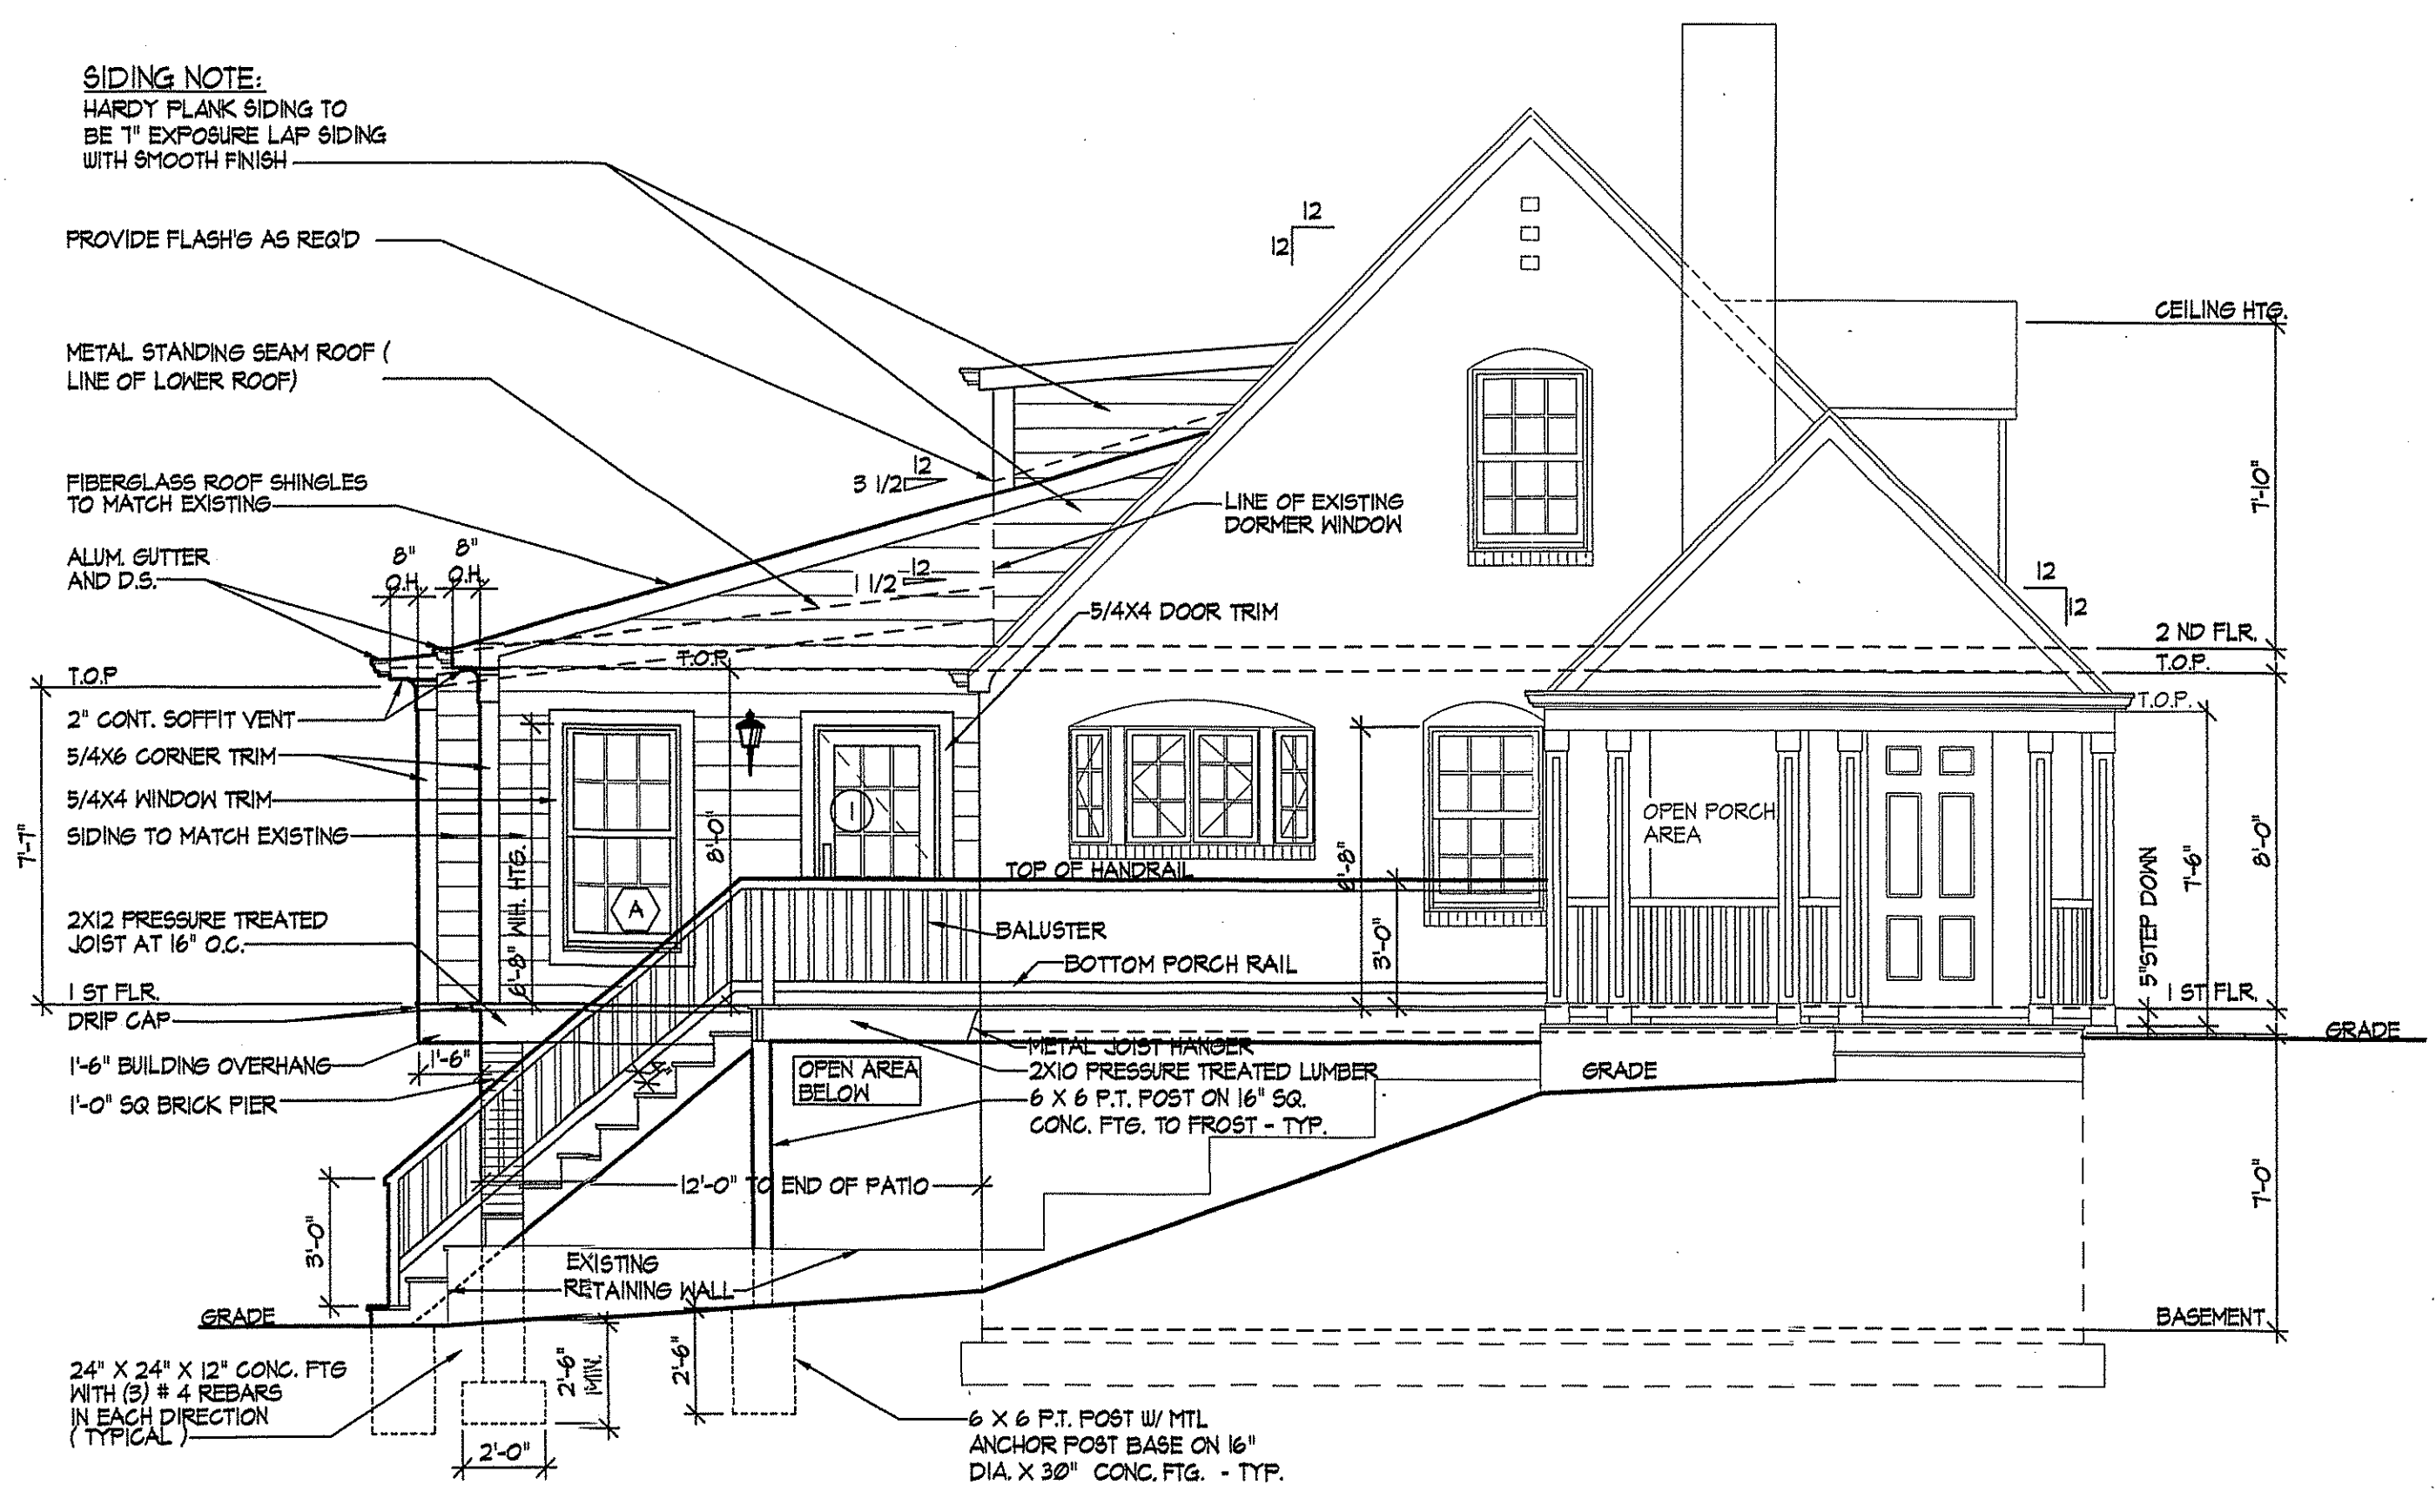 SIDING NOTE:
HARDY PLANK SIDING TO
BE 7" EXPOSURE LAP SIDING
WITH SMOOTH FINISH
PROVIDE FLASH'G AS REQ'D
METAL STANDING SEAM ROOF (
LINE OF LOWER ROOF)
FIBERGLASS ROOF SHINGLES
TO MATCH EXISTING
ALUM. GUTTER
AND D.S.
8"
O.H.
8"
O.H.
T.O.P
2" CONT. SOFFIT VENT
5/4X6 CORNER TRIM
5/4X4 WINDOW TRIM
SIDING TO MATCH EXISTING
7'-7"
2X12 PRESSURE TREATED
JOIST AT 16" O.C.
1 ST FLR.
DRIP CAP
1'-6" BUILDING OVERHANG
1'-6"
1'-0" SQ BRICK PIER
3'-0"
GRADE
24" X 24" X 12" CONC. FTG
WITH (3) # 4 REBARS
IN EACH DIRECTION
( TYPICAL )
2'-0"
2'-6"
MIN.
2'-6"
12
12
12
3 1/2
12
1 1/2
LINE OF EXISTING
DORMER WINDOW
5/4X4 DOOR TRIM
T.O.P.
6'-8" WIH. HTG.
8'-0"
A
1
TOP OF HANDRAIL
BALUSTER
BOTTOM PORCH RAIL
6'-8"
3'-0"
METAL JOIST HANGER
2X10 PRESSURE TREATED LUMBER
6 X 6 P.T. POST ON 16" SQ.
CONC. FTG. TO FROST - TYP.
OPEN AREA
BELOW
12'-0" TO END OF PATIO
EXISTING
RETAINING WALL
6 X 6 P.T. POST W/ MTL
ANCHOR POST BASE ON 16"
DIA. X 30" CONC. FTG. - TYP.
OPEN PORCH
AREA
GRADE
CEILING HTG.
7'-10"
12
12
2 ND FLR.
T.O.P.
T.O.P.
8'-0"
7'-6"
5"STEP DOWN
1 ST FLR.
GRADE
7'-0"
BASEMENT